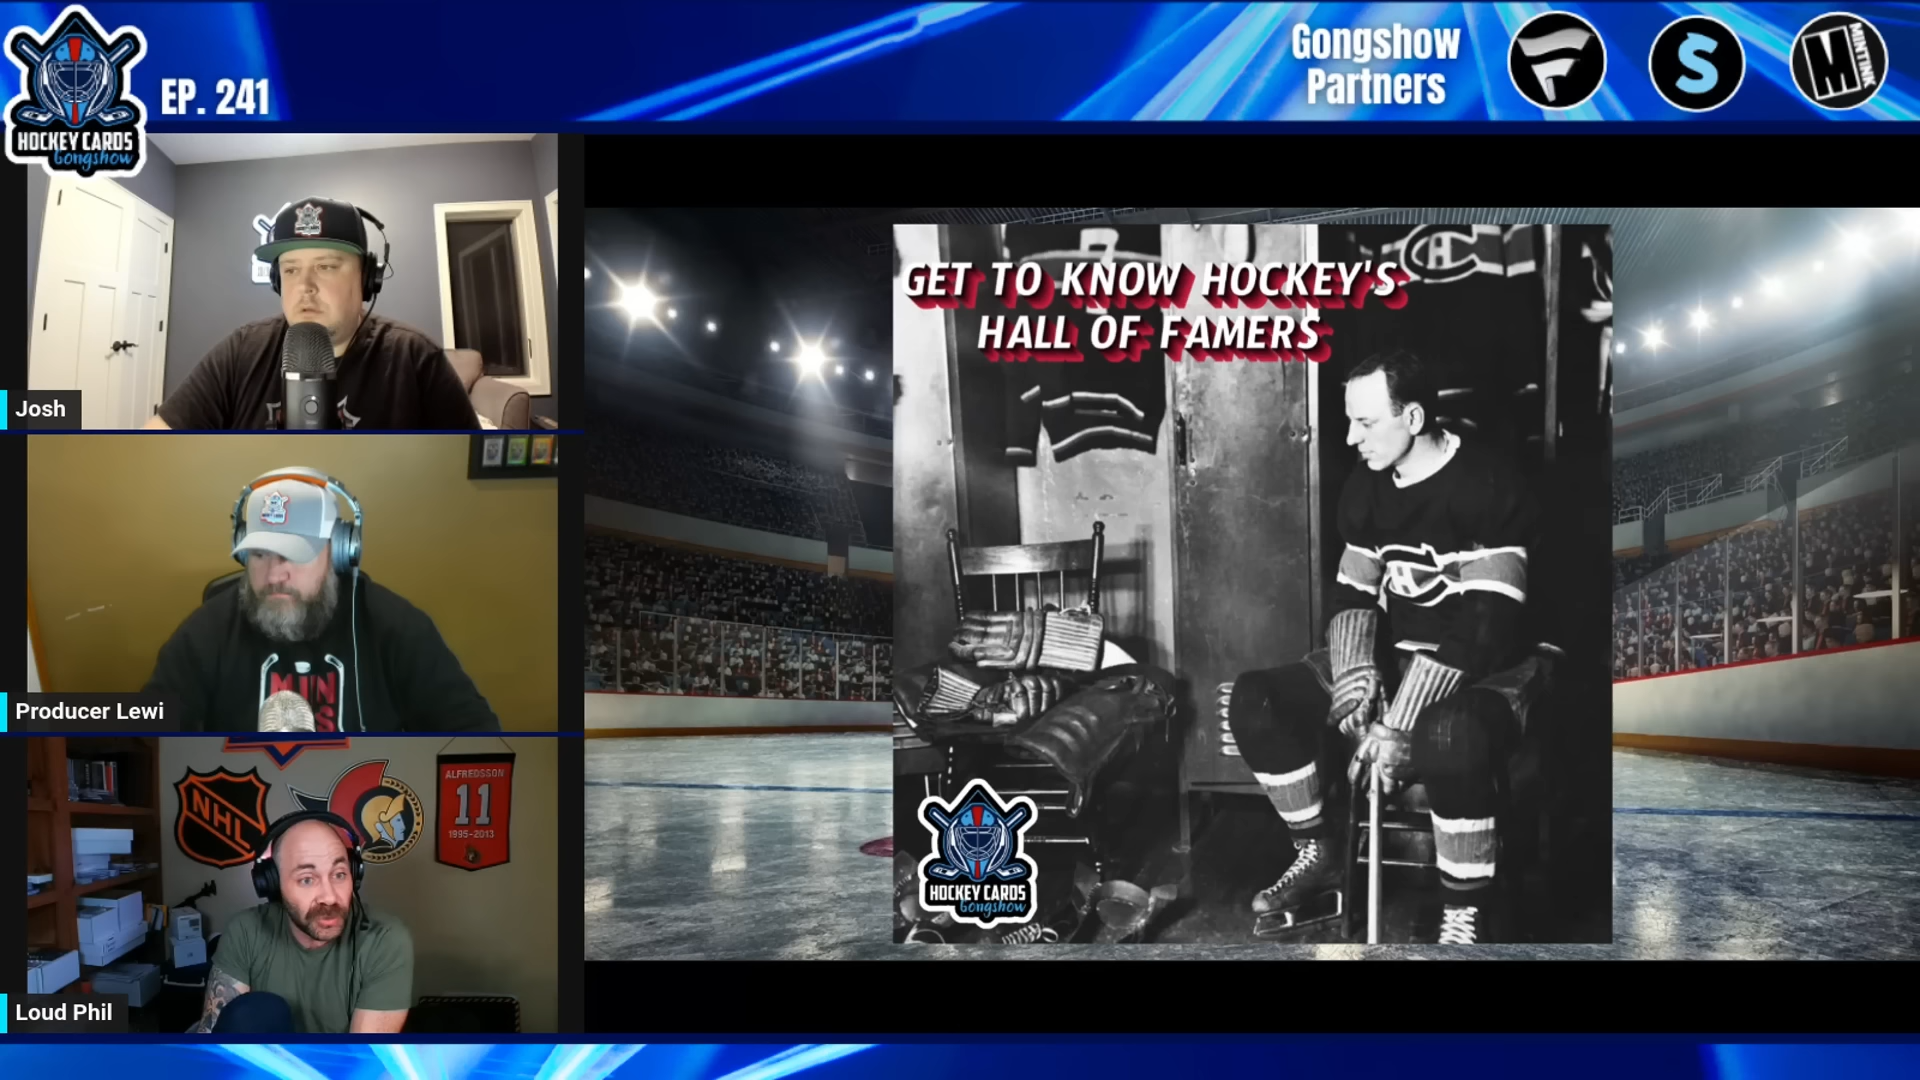 EP. 241
HOCKEY CARDS
Gongshow
Gongshow
Partners
S
M
MINTINK
Josh
Producer Lewi
NHL
ALFREDSSON
11
1995-2013
Loud Phil
GET TO KNOW HOCKEY'S
HALL OF FAMERS
HOCKEY CARDS
Gongshow